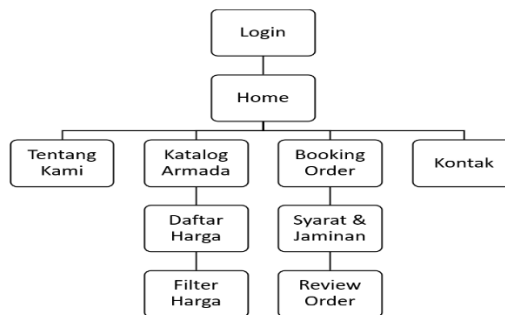 Login
Home
Tentang
Kami
Katalog
Armada
Booking
Order
Kontak
Daftar
Harga
Syarat &
Jaminan
Filter
Harga
Review
Order